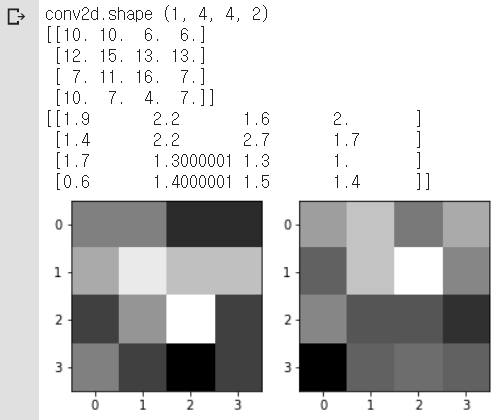 conv2d.shape (1, 4, 4, 2)
[[10. 10.  6.  6.]
 [12. 15. 13. 13.]
 [ 7. 11. 16.  7.]
 [10.  7.  4.  7.]]
[[1.9       2.2       1.6       2.       ]
 [1.4       2.2       2.7       1.7      ]
 [1.7       1.3000001 1.3       1.       ]
 [0.6       1.4000001 1.5       1.4      ]]
0
1
2
3
0 1 2 3
0
1
2
3
0 1 2 3